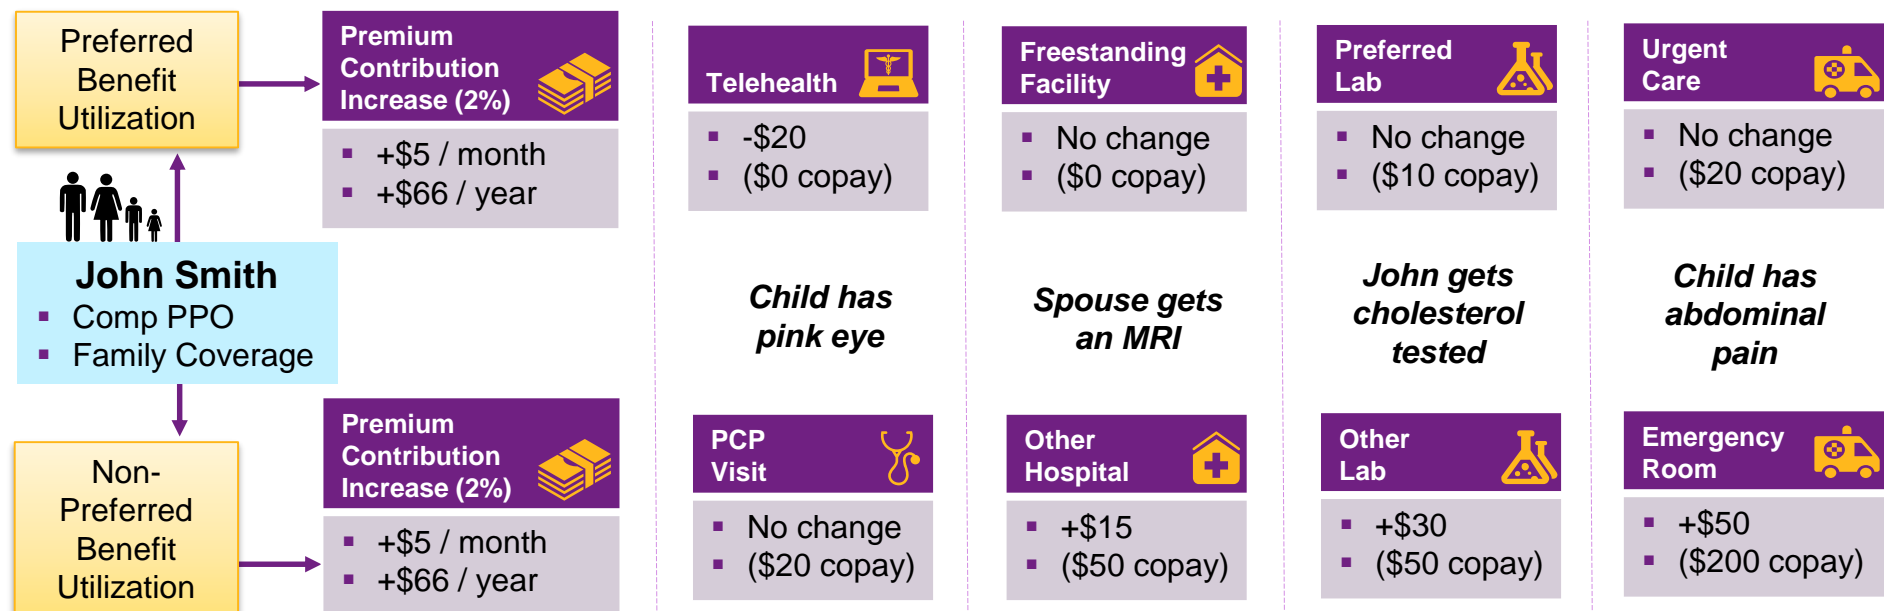 Preferred
Benefit
Utilization
Premium
Contribution
Increase (2%)
▪ +$5 / month
▪ +$66 / year
Telehealth
▪ -$20
▪ ($0 copay)
Freestanding
Facility
▪ No change
▪ ($0 copay)
Preferred
Lab
▪ No change
▪ ($10 copay)
Urgent
Care
▪ No change
▪ ($20 copay)
John Smith
▪ Comp PPO
▪ Family Coverage
Child has
pink eye
Spouse gets
an MRI
John gets
cholesterol
tested
Child has
abdominal
pain
Non-
Preferred
Benefit
Utilization
Premium
Contribution
Increase (2%)
▪ +$5 / month
▪ +$66 / year
PCP
Visit
▪ No change
▪ ($20 copay)
Other
Hospital
▪ +$15
▪ ($50 copay)
Other
Lab
▪ +$30
▪ ($50 copay)
Emergency
Room
▪ +$50
▪ ($200 copay)